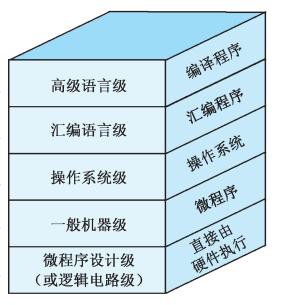 高级语言级
编译程序
汇编语言级
汇编程序
操作系统级
操作系统
一般机器级
微程序
微程序设计级
（或逻辑电路级）
直接由
硬件执行